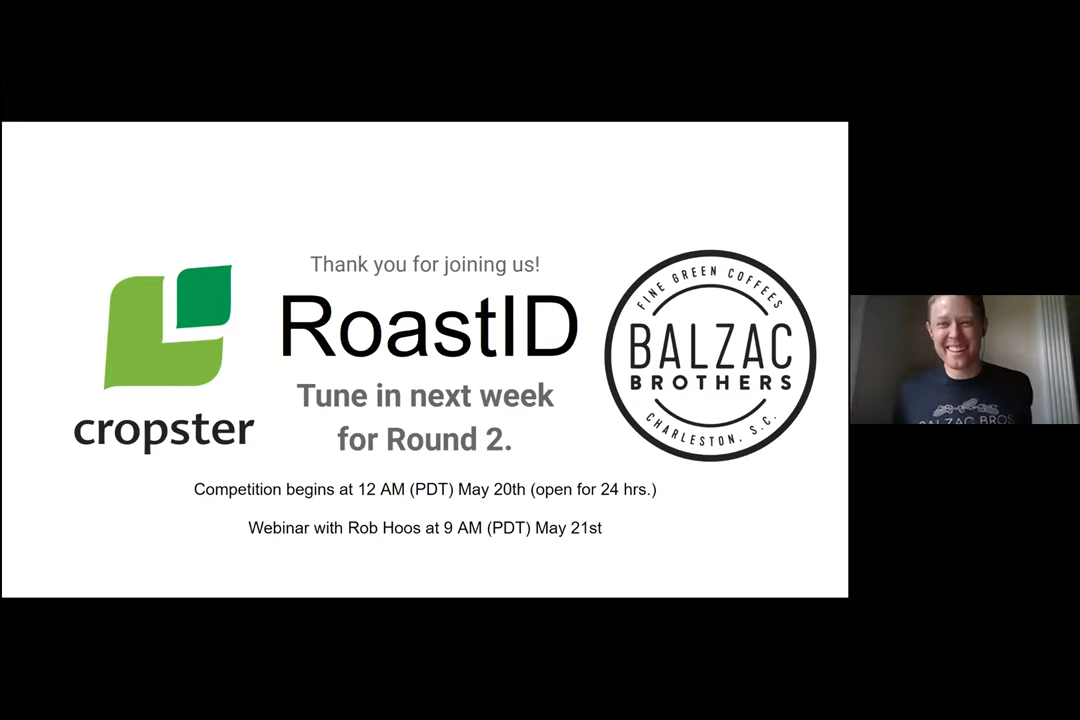 Thank you for joining us!
RoastID
Tune in next week
for Round 2.
cropster
FINE GREEN COFFEES
BALZAC
BROTHERS
CHARLESTON, S.C.
Competition begins at 12 AM (PDT) May 20th (open for 24 hrs.)
Webinar with Rob Hoos at 9 AM (PDT) May 21st
BALZAC BROS